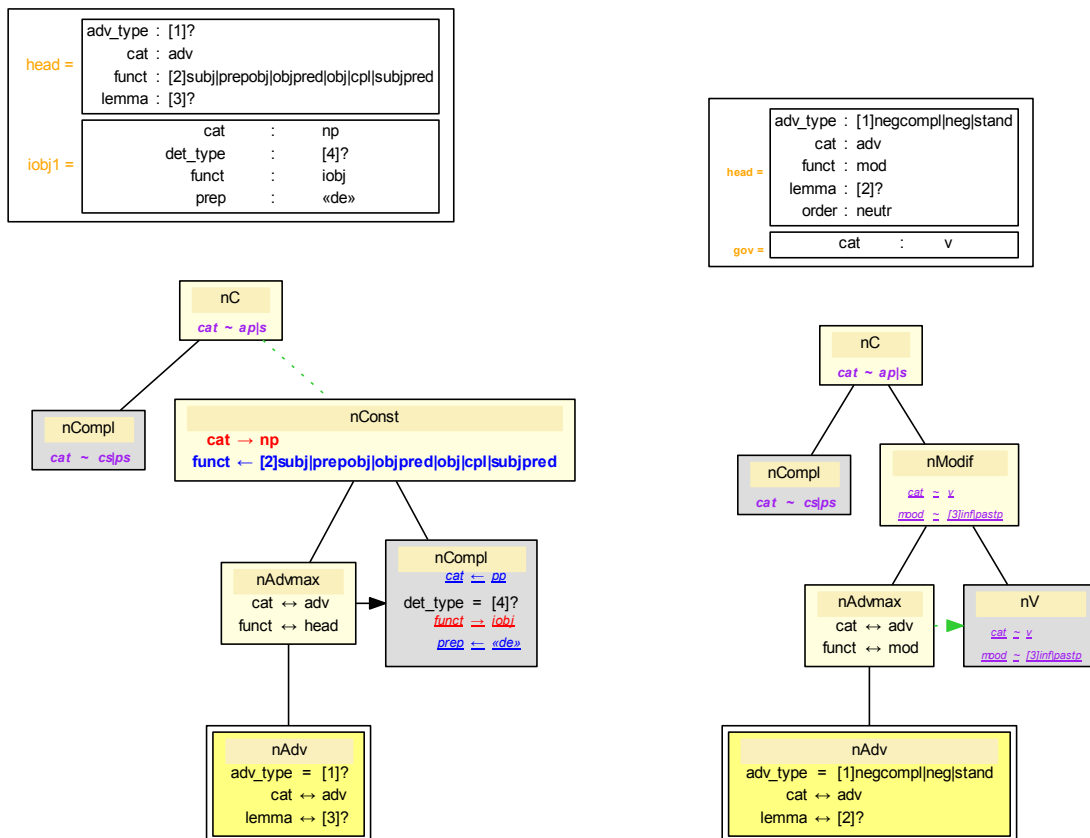 head =
adv_type : [1]?
cat : adv
funct : [2]subj|prepobj|objpred|obj|cpl|subjpred
lemma : [3]?
iobj1 =
cat : np
det_type : [4]?
funct : iobj
prep : «de»
nC
cat ~ ap|s
nCompl
cat ~ cs|ps
nConst
cat → np
funct ← [2]subj|prepobj|objpred|obj|cpl|subjpred
nAdvmax
cat ↔ adv
funct ↔ head
nCompl
cat ← pp
det_type = [4]?
funct → iobj
prep ← «de»
nAdv
adv_type = [1]?
cat ↔ adv
lemma ↔ [3]?
head =
adv_type : [1]negcompl|neg|stand
cat : adv
funct : mod
lemma : [2]?
order : neutr
gov =
cat : v
nC
cat ~ ap|s
nCompl
cat ~ cs|ps
nModif
cat ~ v
mood ~ [3]inf|pastp
nAdvmax
cat ↔ adv
funct ↔ mod
nV
cat ~ v
mood ~ [3]inf|pastp
nAdv
adv_type = [1]negcompl|neg|stand
cat ↔ adv
lemma ↔ [2]?